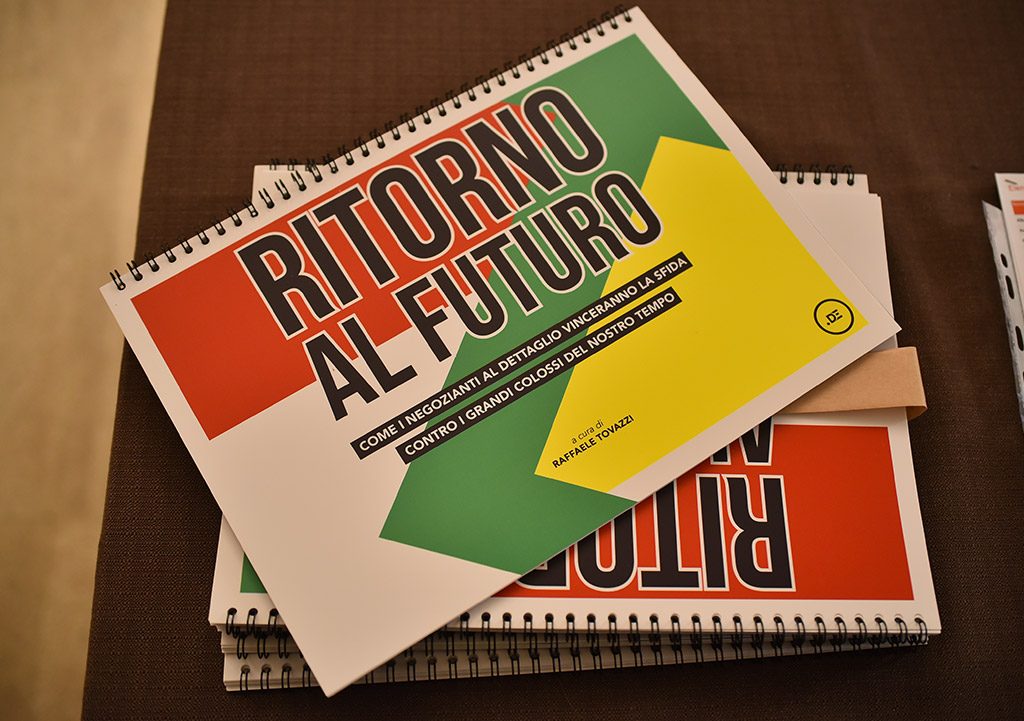 RITORNO
AL FUTURO
COME I NEGOZIANTI AL DETTAGLIO VINCERANNO LA SFIDA
CONTRO I GRANDI COLOSSI DEL NOSTRO TEMPO
a cura di
RAFFAELE TOVAZZI
.DE